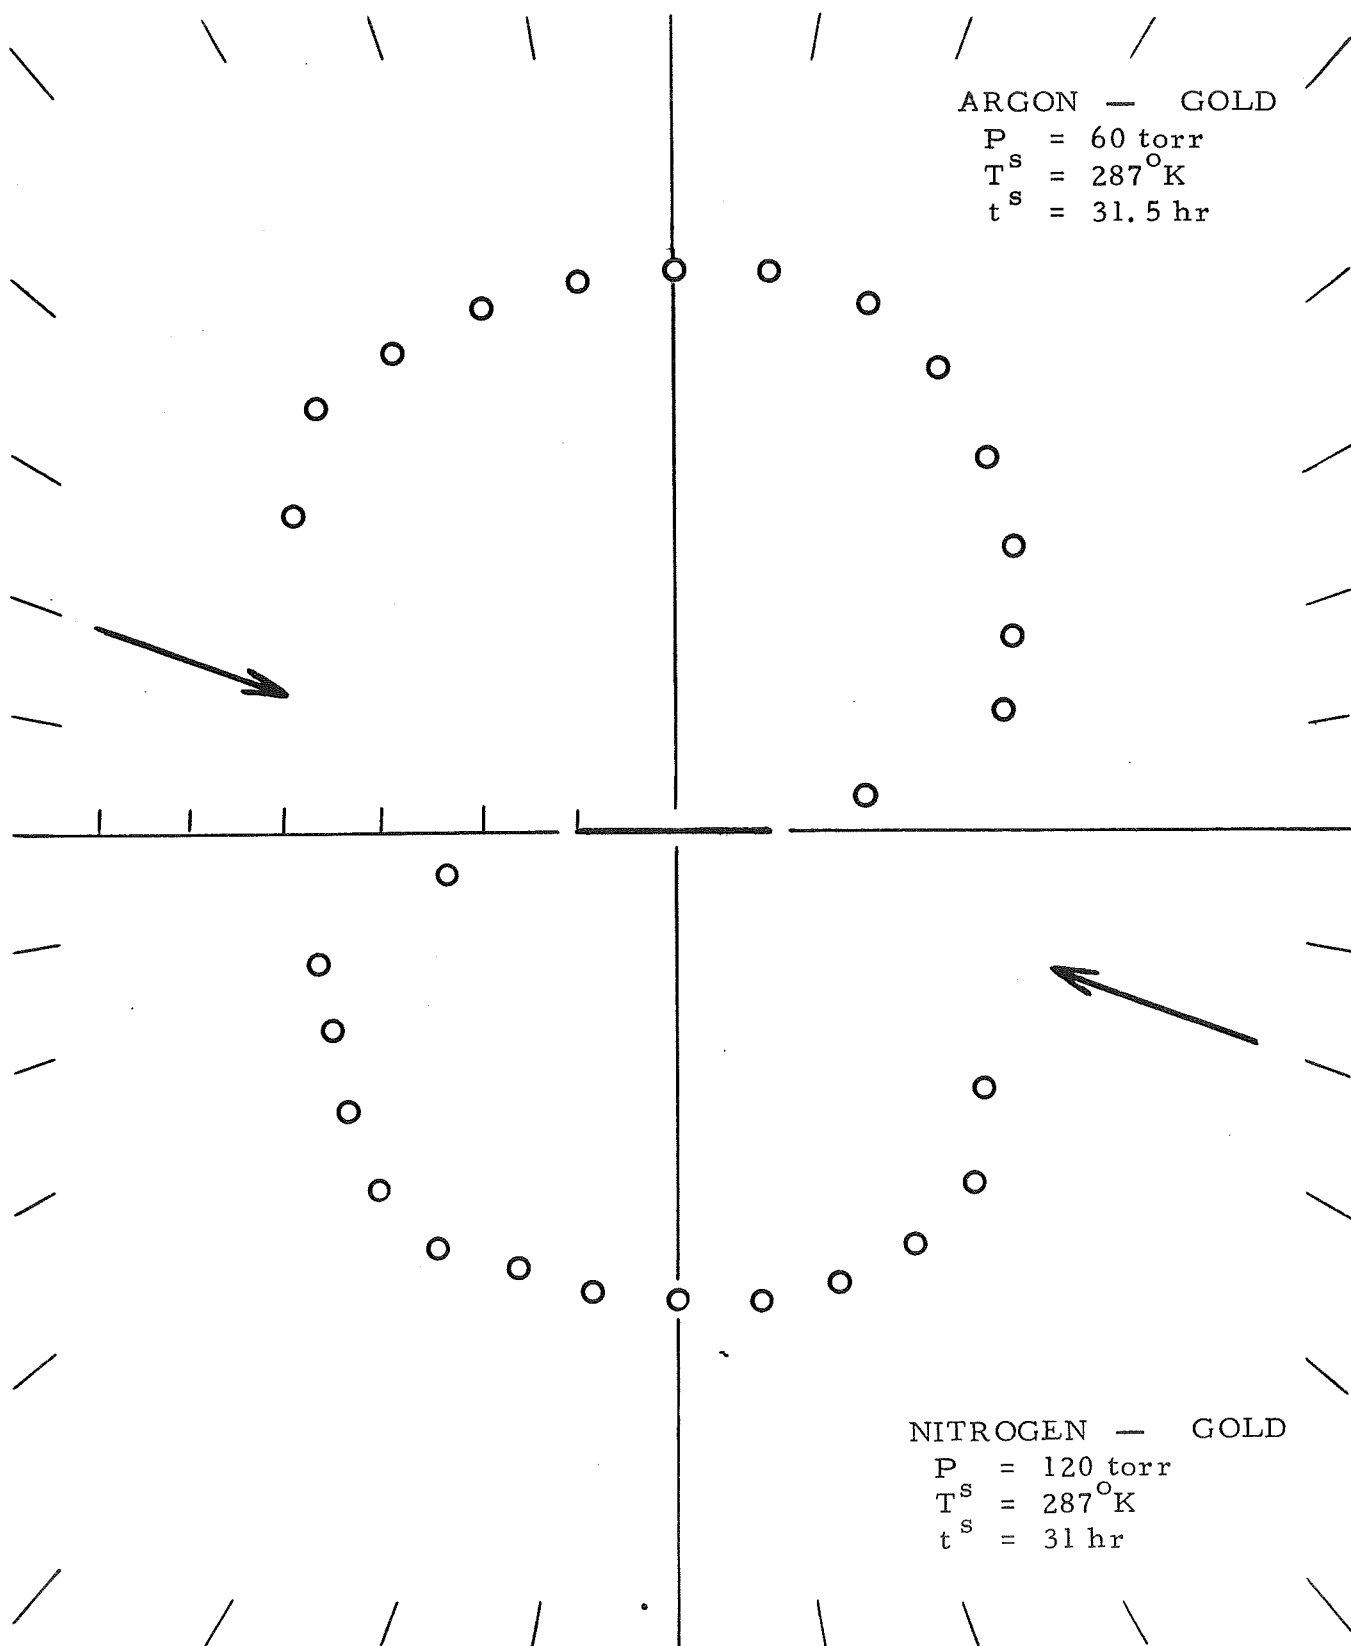 ARGON — GOLD
P = 60 torr
T s = 287 °K
t s = 31.5 hr
NITROGEN — GOLD
P = 120 torr
T s = 287 °K
t s = 31 hr